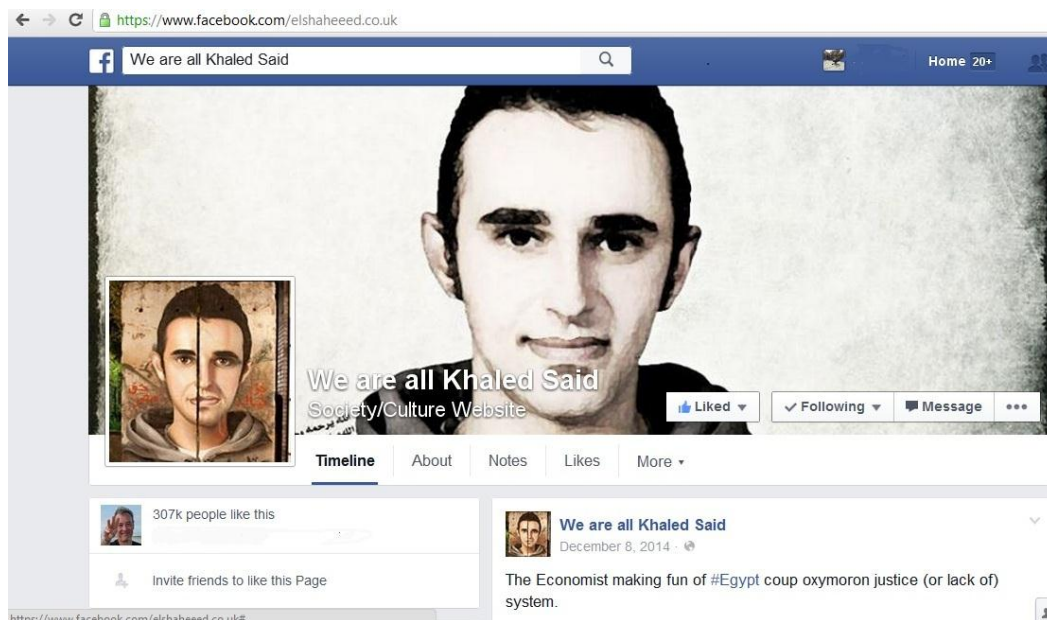 https://www.facebook.com/elshaheeed.co.uk
f We are all Khaled Said
Home 20+
We are all Khaled Said
Society/Culture Website
Liked
Following
Message
Timeline About Notes Likes More
307k people like this
Invite friends to like this Page
We are all Khaled Said
December 8, 2014
The Economist making fun of #Egypt coup oxymoron justice (or lack of)
system.
https://www.facebook.com/elshaheeed.co.uk#